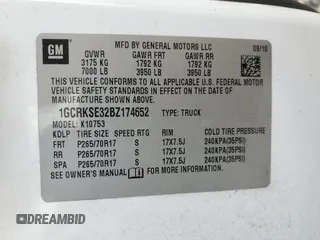 GM
MFD BY GENERAL MOTORS LLC
09/10
GVWR GAWR FRT GAWR RR
3175 KG 1792 KG 1792 KG
7000 LB 3950 LB 3950 LB
THIS VEHICLE CONFORMS TO ALL APPLICABLE U.S. FEDERAL MOTOR
VEHICLE SAFETY STANDARDS IN EFFECT ON THE DATE OF
MANUFACTURE SHOWN ABOVE.
1GCRKSE32BZ174652 TYPE: TRUCK
MODEL: K10753
KDLP TIRE SIZE SPEED RTG RIM COLD TIRE PRESSURE
FRT P265/70R17 S 17X7.5J 240KPA(35PSI)
RR P265/70R17 S 17X7.5J 240KPA(35PSI)
SPA P265/70R17 S 17X7.5J 240KPA(35PSI)
SEE OWNER'S MANUAL
DREAMBID